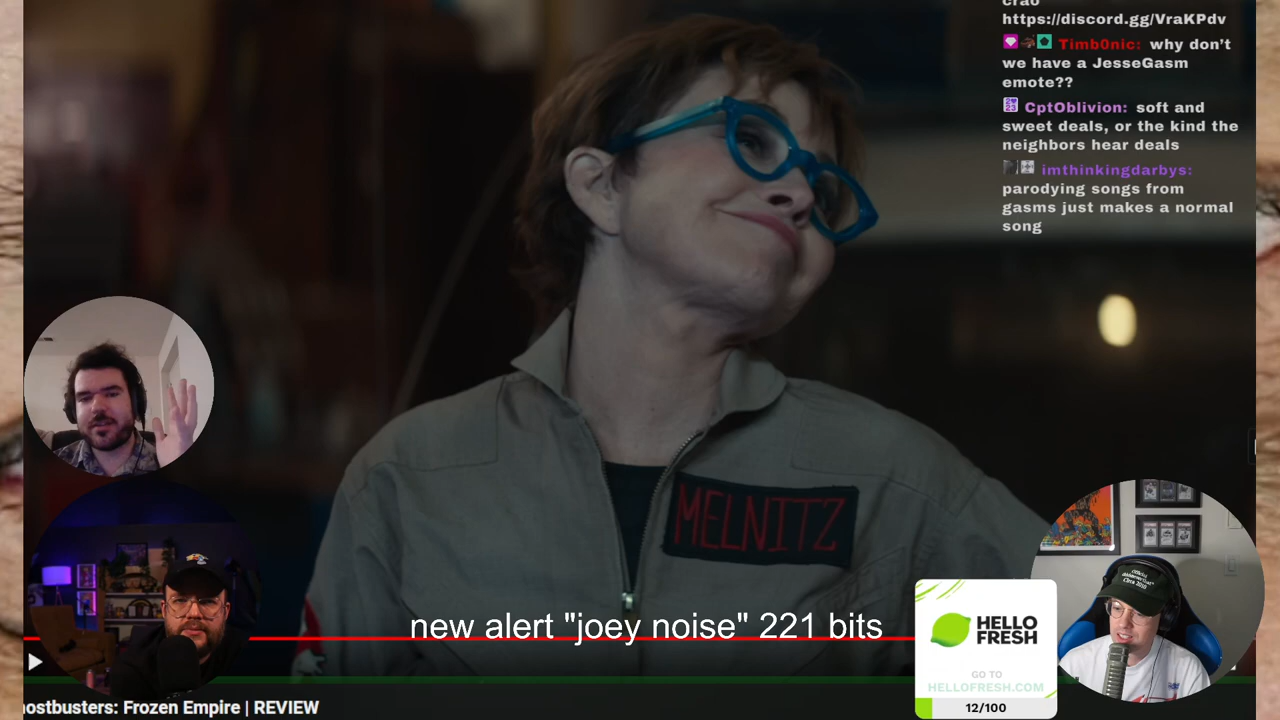 crao
https://discord.gg/VraKPdv
Timb0nic: why don't
we have a JesseGasm
emote??
CptOblivion: soft and
sweet deals, or the kind the
neighbors hear deals
imthinkingdarbys:
parodying songs from
gasms just makes a normal
song
MELNITZ
new alert "joey noise" 221 bits
HELLO
FRESH
GO TO
HELLOFRESH.COM
12/100
hostbusters: Frozen Empire | REVIEW